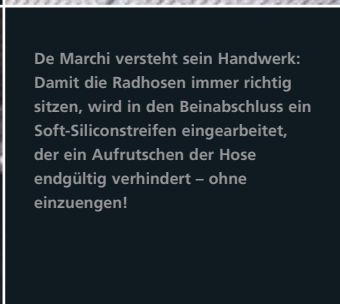 De Marchi versteht sein Handwerk:
Damit die Radhosen immer richtig
sitzen, wird in den Beinabschluss ein
Soft-Siliconstreifen eingearbeitet,
der ein Aufrutschen der Hose
endgültig verhindert – ohne
einzuengen!